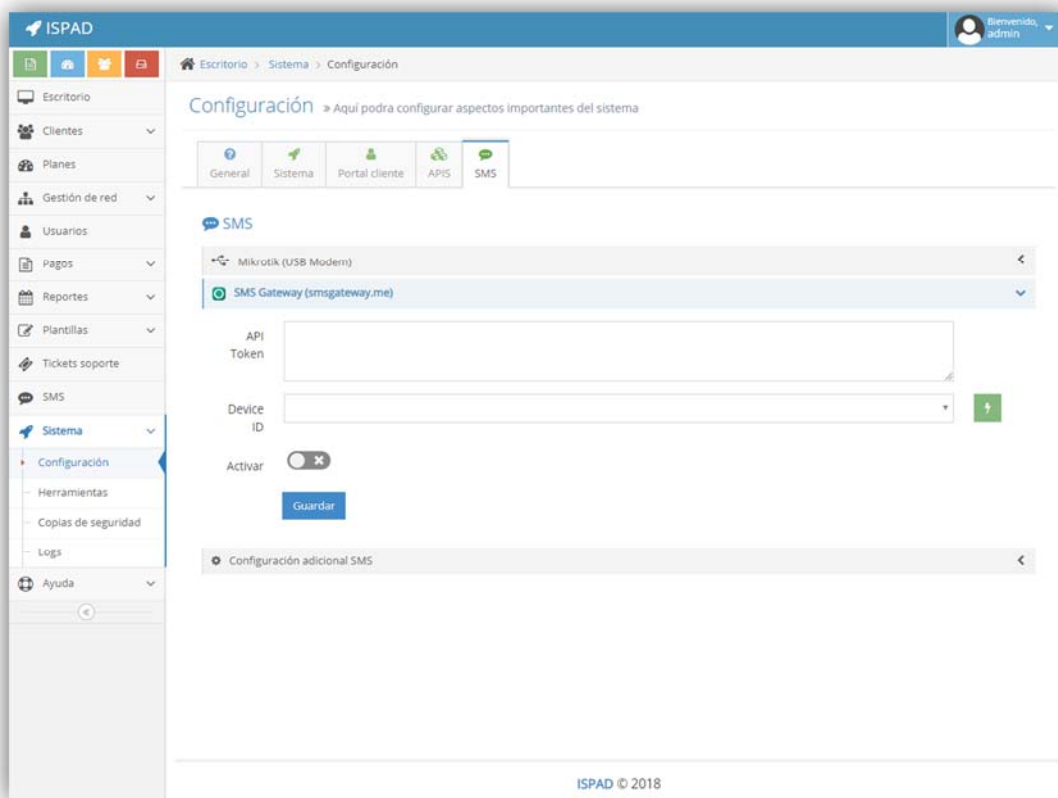 ISPAD
Bienvenido,
admin
Escritorio > Sistema > Configuración
Configuración » Aquí podra configurar aspectos importantes del sistema
General
Sistema
Portal cliente
APIS
SMS
Escritorio
Clientes
Planes
Gestión de red
Usuarios
Pagos
Reportes
Plantillas
Tickets soporte
SMS
Sistema
Configuración
Herramientas
Copias de seguridad
Logs
Ayuda
SMS
Mikrotik (USB Modem)
SMS Gateway (smsgateway.me)
API
Token
Device
ID
Activar
Guardar
Configuración adicional SMS
ISPAD © 2018